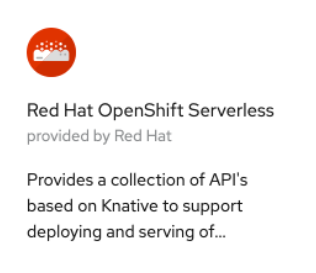 Red Hat OpenShift Serverless
provided by Red Hat
Provides a collection of API's
based on Knative to support
deploying and serving of...